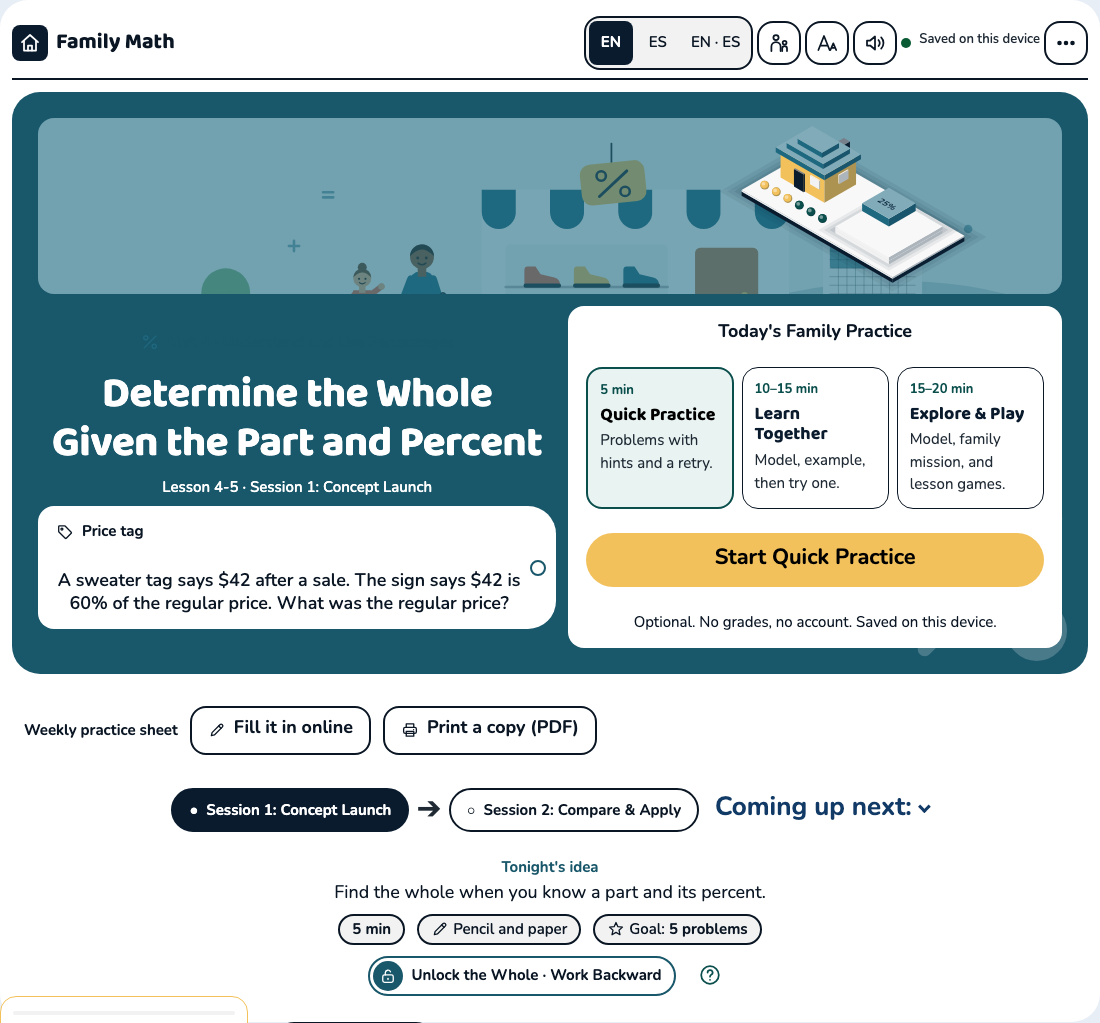 Family Math
EN ES EN · ES
Saved on this device
25%
Determine the Whole
Given the Part and Percent
Lesson 4-5 · Session 1: Concept Launch
Price tag
A sweater tag says $42 after a sale. The sign says $42 is
60% of the regular price. What was the regular price?
Today's Family Practice
5 min
Quick Practice
Problems with
hints and a retry.
10–15 min
Learn
Together
Model, example,
then try one.
15–20 min
Explore & Play
Model, family
mission, and
lesson games.
Start Quick Practice
Optional. No grades, no account. Saved on this device.
Weekly practice sheet
Fill it in online
Print a copy (PDF)
Session 1: Concept Launch
Session 2: Compare & Apply
Coming up next:
Tonight's idea
Find the whole when you know a part and its percent.
5 min
Pencil and paper
Goal: 5 problems
Unlock the Whole · Work Backward